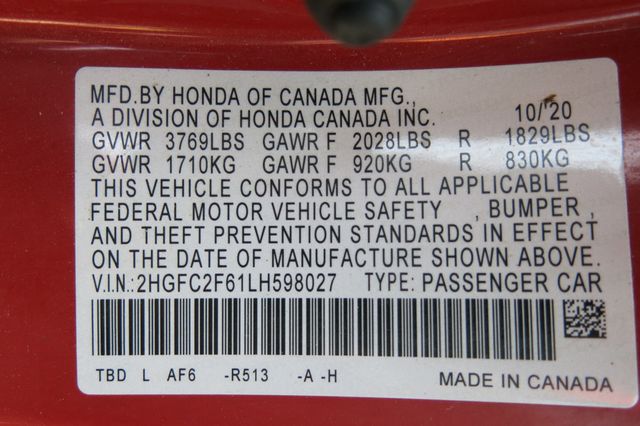 MFD.BY HONDA OF CANADA MFG.,
A DIVISION OF HONDA CANADA INC. 10/'20
GVWR 3769LBS GAWR F 2028LBS R 1829LBS
GVWR 1710KG GAWR F 920KG R 830KG
THIS VEHICLE CONFORMS TO ALL APPLICABLE
FEDERAL MOTOR VEHICLE SAFETY , BUMPER ,
AND THEFT PREVENTION STANDARDS IN EFFECT
ON THE DATE OF MANUFACTURE SHOWN ABOVE.
V.I.N.:2HGFC2F61LH598027 TYPE: PASSENGER CAR
TBD L AF6 -R513 -A -H MADE IN CANADA